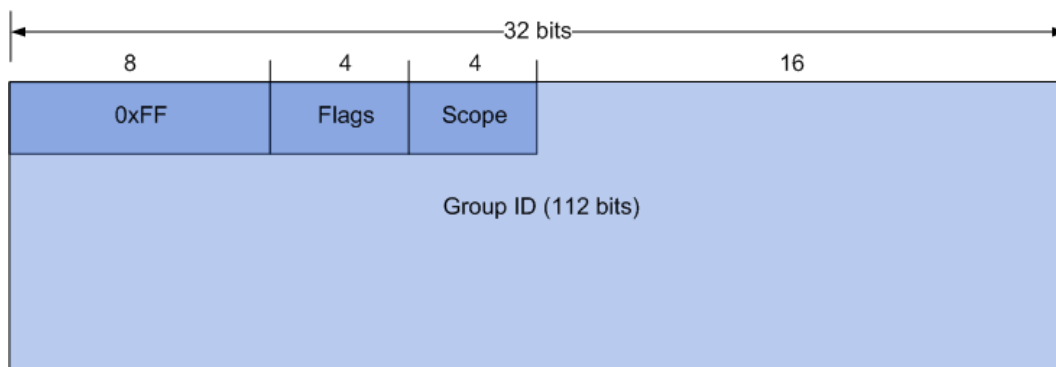 32 bits
8 4 4 16
0xFF Flags Scope
Group ID (112 bits)